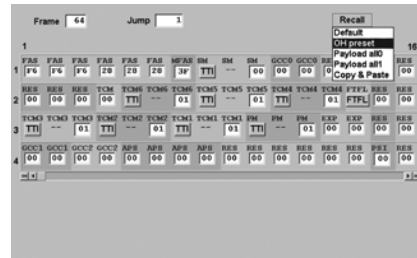 Frame 64 Jump 1 Recall
Default
OH preset
Payload all0
Payload all1
Copy & Paste
1 16
FAS FAS FAS FAS FAS FAS MFAS SM SM SM GCC0 GCC0
1 F6 F6 F6 28 28 28 3F TTI -- 00 00 00 00
RES RES RES TCM TCM6 TCM6 TCM6 TCM5 TCM5 TCM5 TCM4 TCM4 TCM4 FTFL RES RES
2 00 00 00 00 TTI -- 01 TTI -- 01 TTI -- 01 FTFL 00 00
TCM3 TCM3 TCM3 TCM2 TCM2 TCM2 TCM1 TCM1 TCM1 PM PM PM EXP EXP RES RES
3 TTI -- 01 TTI -- 01 TTI -- 01 TTI -- 01 00 00 00 00
GCC1 GCC1 GCC2 GCC2 APS APS APS APS RES RES RES RES RES RES PSI RES
4 00 00 00 00 00 00 00 00 00 00 00 00 00 00 00 00